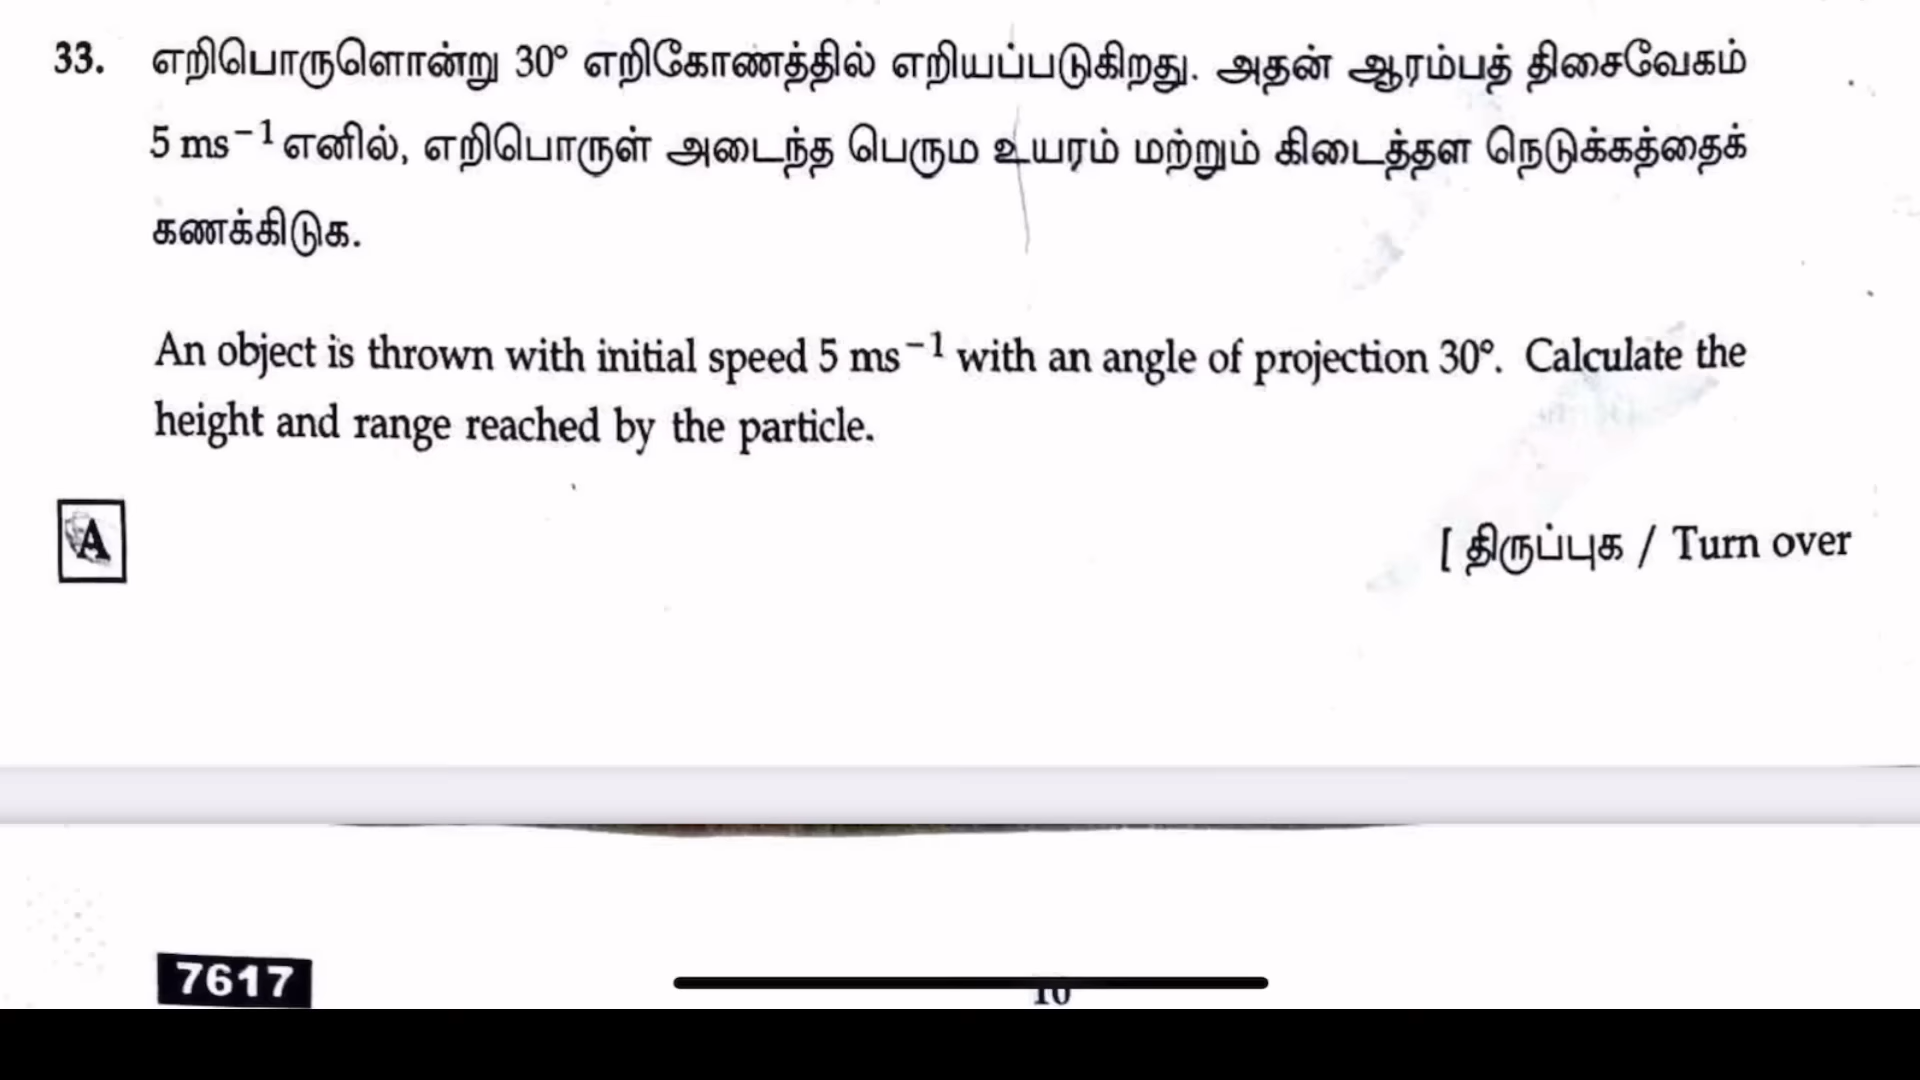 33. எறிபொருளொன்று 30° எறிகோணத்தில் எறியப்படுகிறது. அதன் ஆரம்பத் திசைவேகம்
5 ms⁻¹ எனில், எறிபொருள் அடைந்த பெரும உயரம் மற்றும் கிடைத்தள நெடுக்கத்தைக்
கணக்கிடுக.
An object is thrown with initial speed 5 ms⁻¹ with an angle of projection 30°. Calculate the
height and range reached by the particle.
A
[ திருப்புக / Turn over
7617
10